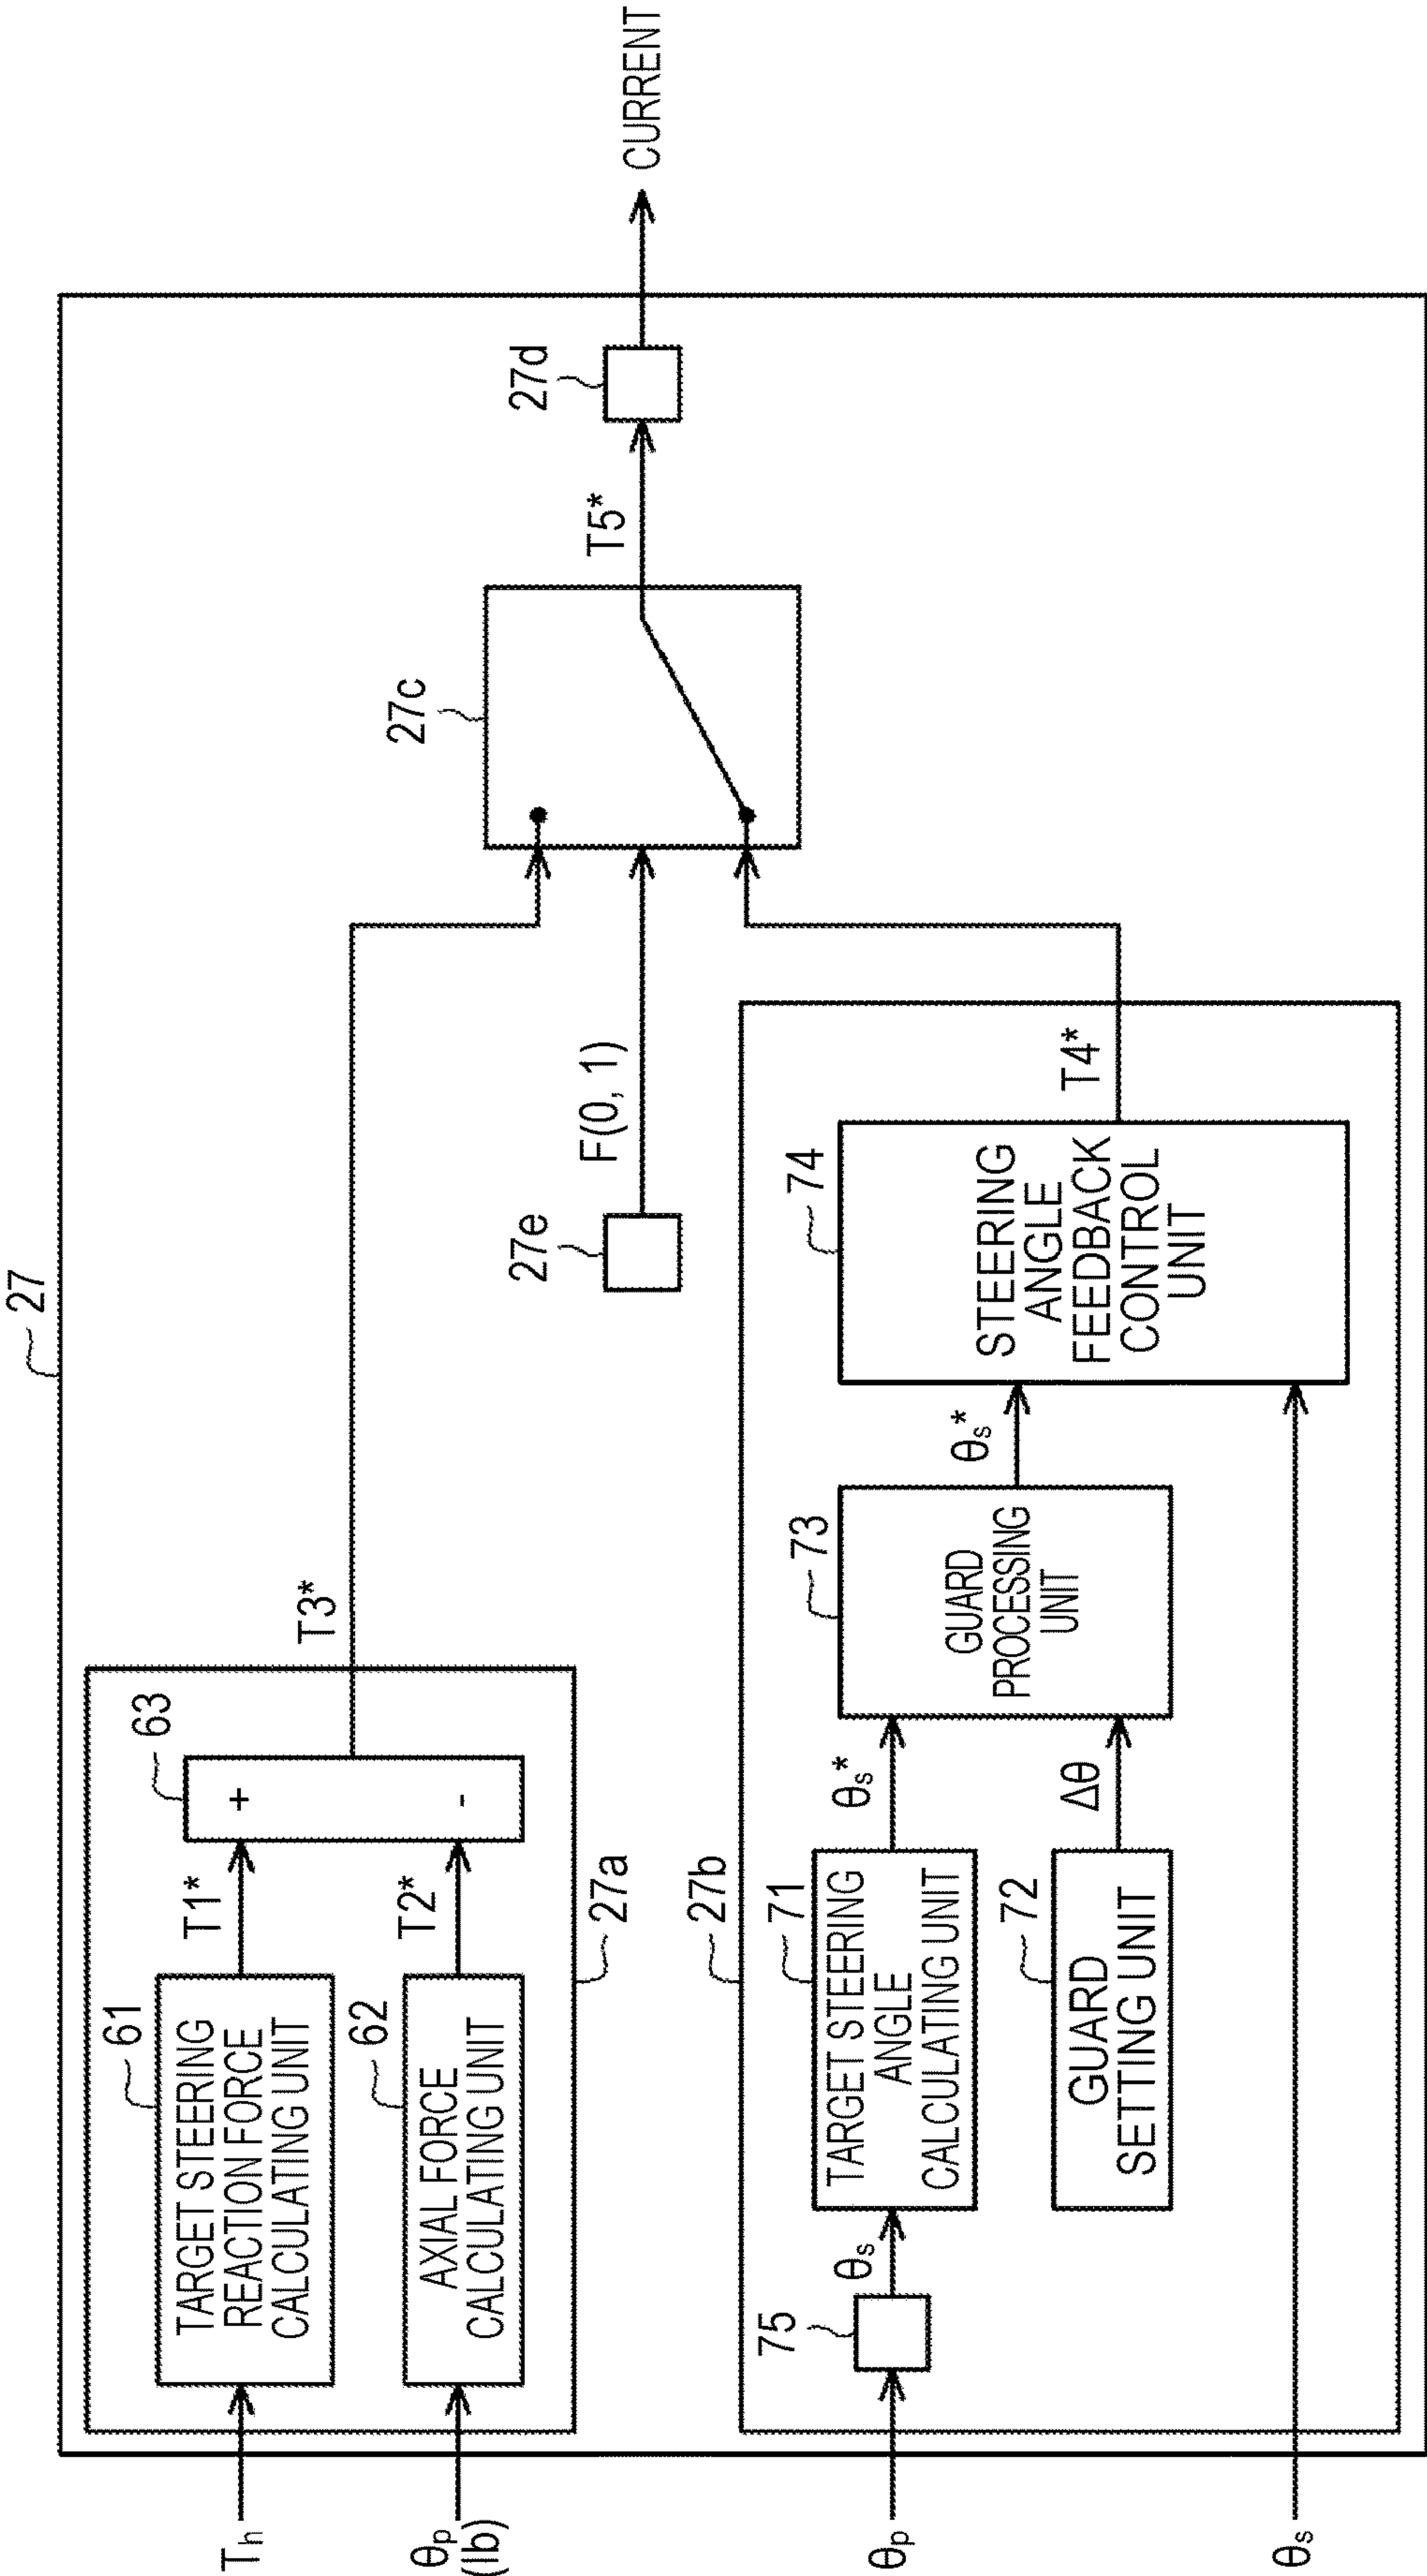 27
61
TARGET STEERING
REACTION FORCE
CALCULATING UNIT
T1*
63
+
-
T3*
62
AXIAL FORCE
CALCULATING UNIT
T2*
27a
Th
θp
(Ib)
27e
F(0, 1)
27c
T5*
27d
CURRENT
27b
75
θs
71
TARGET STEERING
ANGLE
CALCULATING UNIT
θs*
72
GUARD
SETTING UNIT
Δθ
73
GUARD
PROCESSING
UNIT
θs*
74
STEERING
ANGLE
FEEDBACK
CONTROL
UNIT
T4*
θp
θs